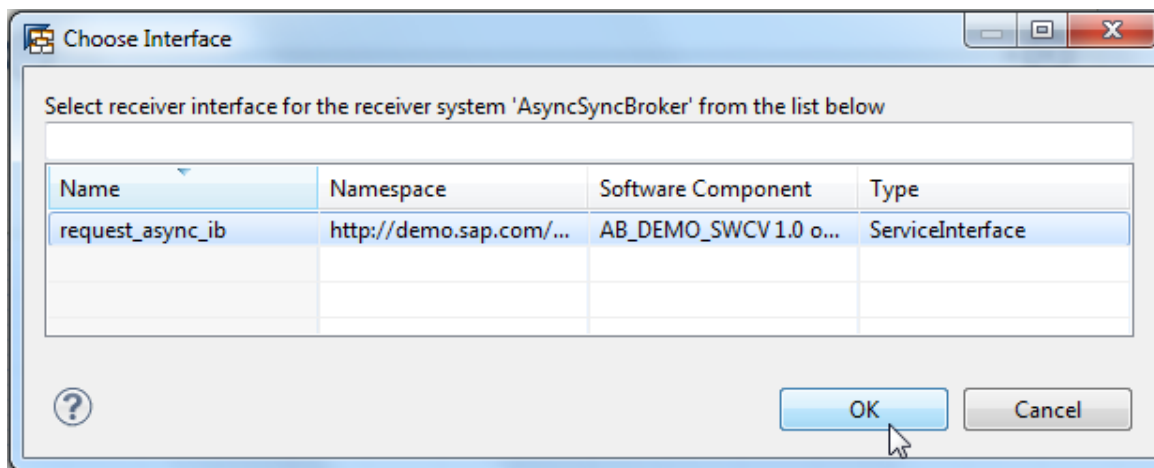 Choose Interface
Select receiver interface for the receiver system 'AsyncSyncBroker' from the list below
Name Namespace Software Component Type
request_async_ib http://demo.sap.com/... AB_DEMO_SWCV 1.0 o... ServiceInterface
? OK Cancel